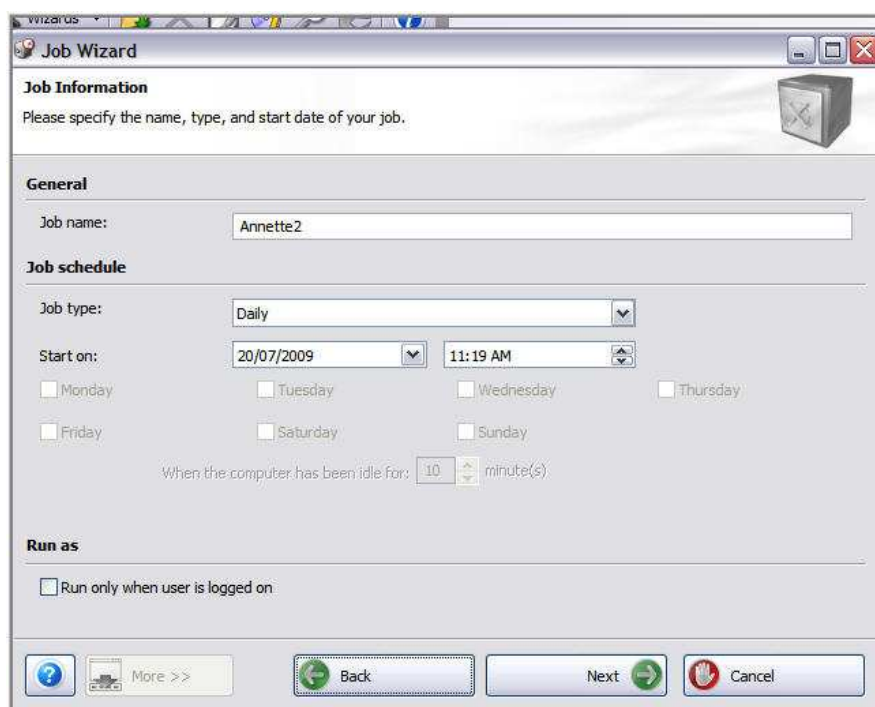 Wizards
Job Wizard
Job Information
Please specify the name, type, and start date of your job.
General
Job name: Annette2
Job schedule
Job type: Daily
Start on: 20/07/2009 11:19 AM
Monday Tuesday Wednesday Thursday
Friday Saturday Sunday
When the computer has been idle for: 10 minute(s)
Run as
Run only when user is logged on
? More >> Back Next Cancel